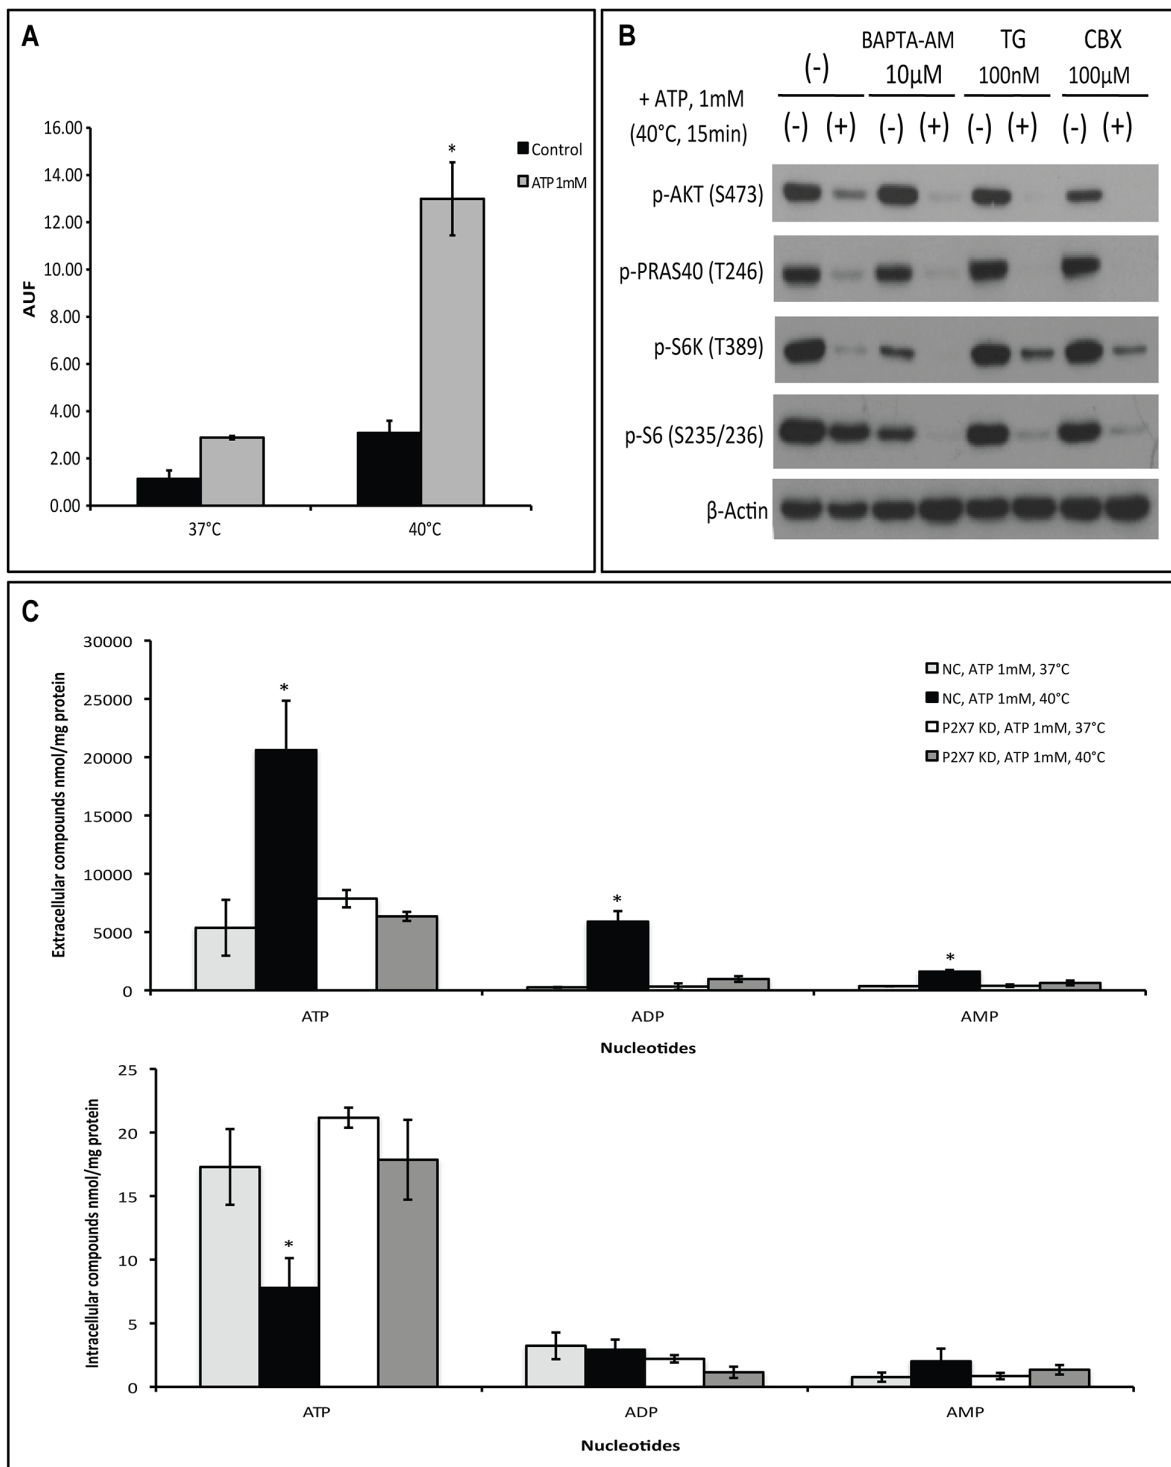 A
16.00
14.00
12.00
10.00
8.00
6.00
4.00
2.00
0.00
AUF
*
Control
ATP 1mM
37°C
40°C
B
BAPTA-AM TG CBX
(-) 10µM 100nM 100µM
+ ATP, 1mM
(40°C, 15min)
(-) (+) (-) (+) (-) (+) (-) (+)
p-AKT (S473)
p-PRAS40 (T246)
p-S6K (T389)
p-S6 (S235/236)
β-Actin
C
Extracellular compounds nmol/mg protein
30000
25000
20000
15000
10000
5000
0
*
*
*
NC, ATP 1mM, 37°C
NC, ATP 1mM, 40°C
P2X7 KD, ATP 1mM, 37°C
P2X7 KD, ATP 1mM, 40°C
ATP ADP AMP
Nucleotides
Intracellular compounds nmol/mg protein
25
20
15
10
5
0
*
ATP ADP AMP
Nucleotides